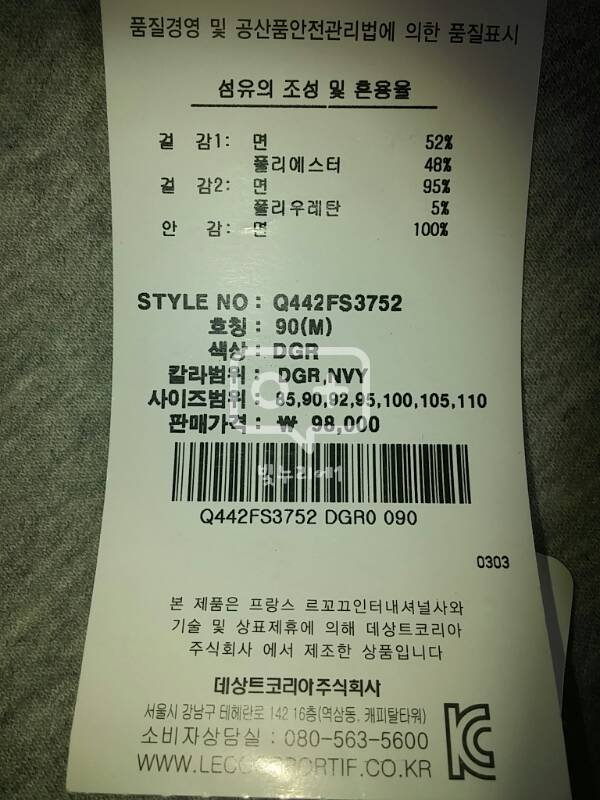 품질경영 및 공산품안전관리법에 의한 품질표시
섬유의 조성 및 혼용율
겉 감1: 면 52%
폴리에스터 48%
겉 감2: 면 95%
폴리우레탄 5%
안 감: 면 100%
STYLE NO : Q442FS3752
호칭 : 90(M)
색상 : DGR
칼라범위 : DGR,NVY
사이즈범위 : 85,90,92,95,100,105,110
판매가격 : ₩ 98,000
빛누리에1
Q442FS3752 DGR0 090
0303
본 제품은 프랑스 르꼬끄인터내셔널사와
기술 및 상표제휴에 의해 데상트코리아
주식회사 에서 제조한 상품입니다
데상트코리아주식회사
서울시 강남구 테헤란로 142 16층(역삼동, 캐피탈타워)
소비자상담실 : 080-563-5600
WWW.LECOQSPORTIF.CO.KR